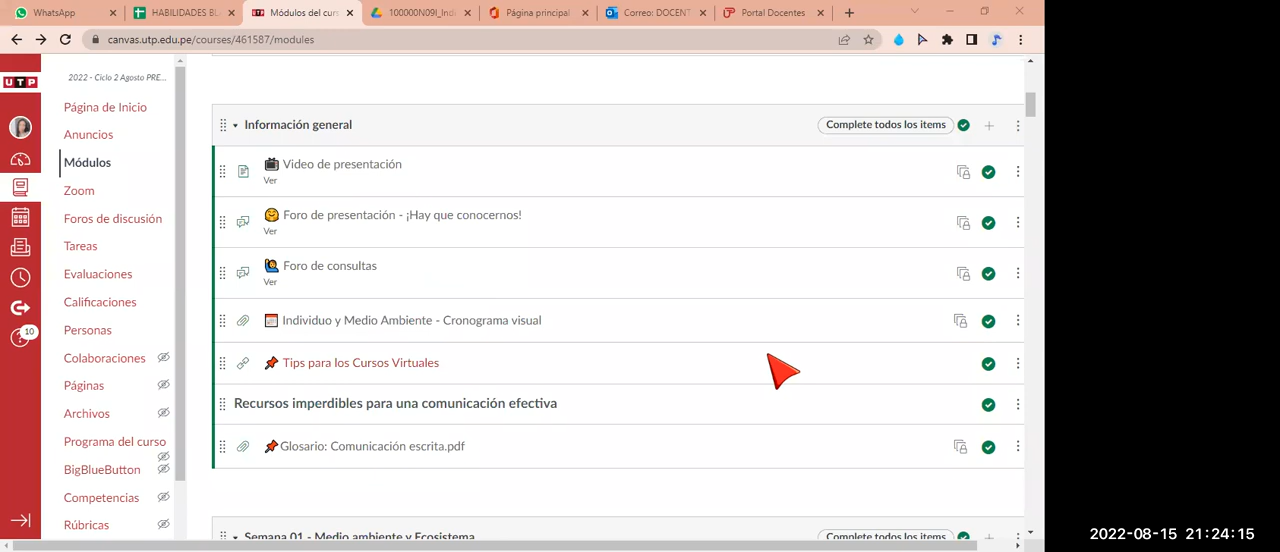 WhatsApp
HABILIDADES BL
Módulos del cur
100000N09I_Indi
Página principal
Correo: DOCENT
Portal Docentes
canvas.utp.edu.pe/courses/461587/modules
2022 - Ciclo 2 Agosto PRE...
UTP
Página de Inicio
Anuncios
Módulos
Zoom
Foros de discusión
Tareas
Evaluaciones
Calificaciones
Personas
10
Colaboraciones
Páginas
Archivos
Programa del curso
BigBlueButton
Competencias
Rúbricas
Información general
Complete todos los items
Video de presentación
Ver
Foro de presentación - ¡Hay que conocernos!
Ver
Foro de consultas
Ver
Individuo y Medio Ambiente - Cronograma visual
Tips para los Cursos Virtuales
Recursos imperdibles para una comunicación efectiva
Glosario: Comunicación escrita.pdf
Semana 01 - Medio ambiente y Ecosistema
Complete todos los items
2022-08-15 21:24:15